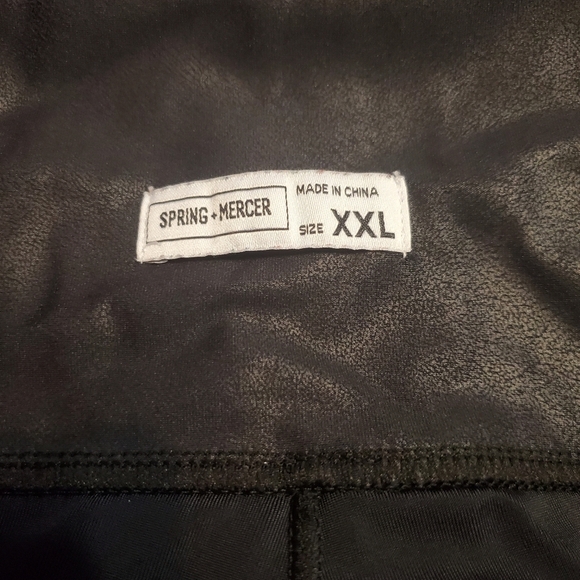 SPRING + MERCER
MADE IN CHINA
SIZE XXL